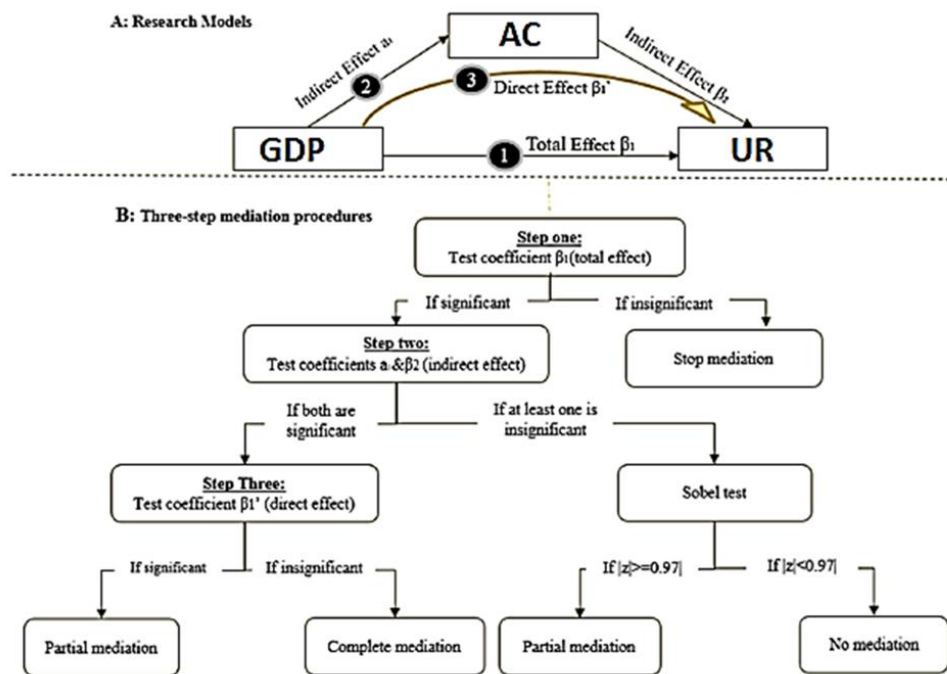 A: Research Models
AC
Indirect Effect a₁
Indirect Effect β₂
2
3
Direct Effect β₁`
GDP
1
Total Effect β₁
UR
B: Three-step mediation procedures
Step one:
Test coefficient β₁(total effect)
If significant
If insignificant
Step two:
Test coefficients a₁&β2 (indirect effect)
Stop mediation
If both are
significant
If at least one is
insignificant
Step Three:
Test coefficient β1’ (direct effect)
Sobel test
If significant
If insignificant
If |z|>=0.97|
If |z|<0.97|
Partial mediation
Complete mediation
Partial mediation
No mediation